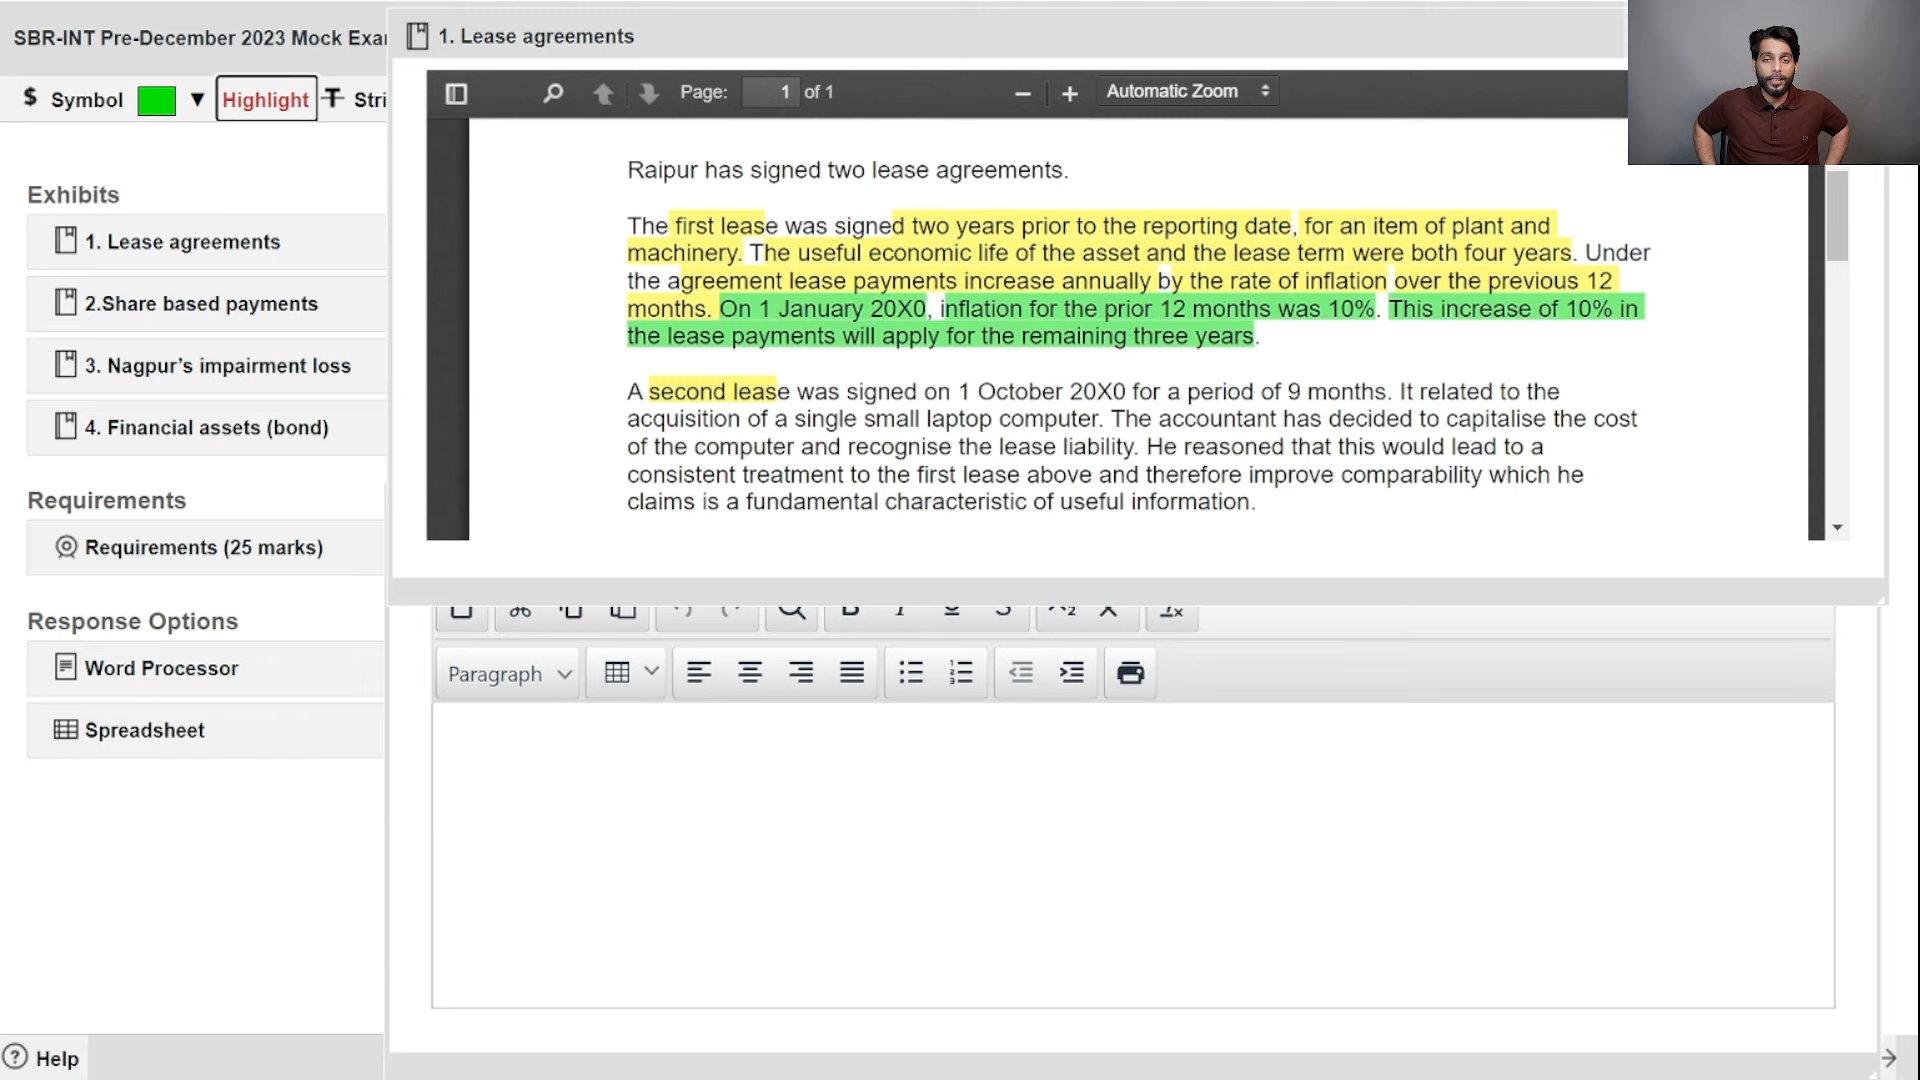 SBR-INT Pre-December 2023 Mock Exa
1. Lease agreements
$ Symbol
Highlight
Stri
Page: 1 of 1
Automatic Zoom
Raipur has signed two lease agreements.
The first lease was signed two years prior to the reporting date, for an item of plant and
machinery. The useful economic life of the asset and the lease term were both four years. Under
the agreement lease payments increase annually by the rate of inflation over the previous 12
months. On 1 January 20X0, inflation for the prior 12 months was 10%. This increase of 10% in
the lease payments will apply for the remaining three years.
A second lease was signed on 1 October 20X0 for a period of 9 months. It related to the
acquisition of a single small laptop computer. The accountant has decided to capitalise the cost
of the computer and recognise the lease liability. He reasoned that this would lead to a
consistent treatment to the first lease above and therefore improve comparability which he
claims is a fundamental characteristic of useful information.
Exhibits
1. Lease agreements
2.Share based payments
3. Nagpur’s impairment loss
4. Financial assets (bond)
Requirements
Requirements (25 marks)
Response Options
Word Processor
Spreadsheet
Paragraph
Help